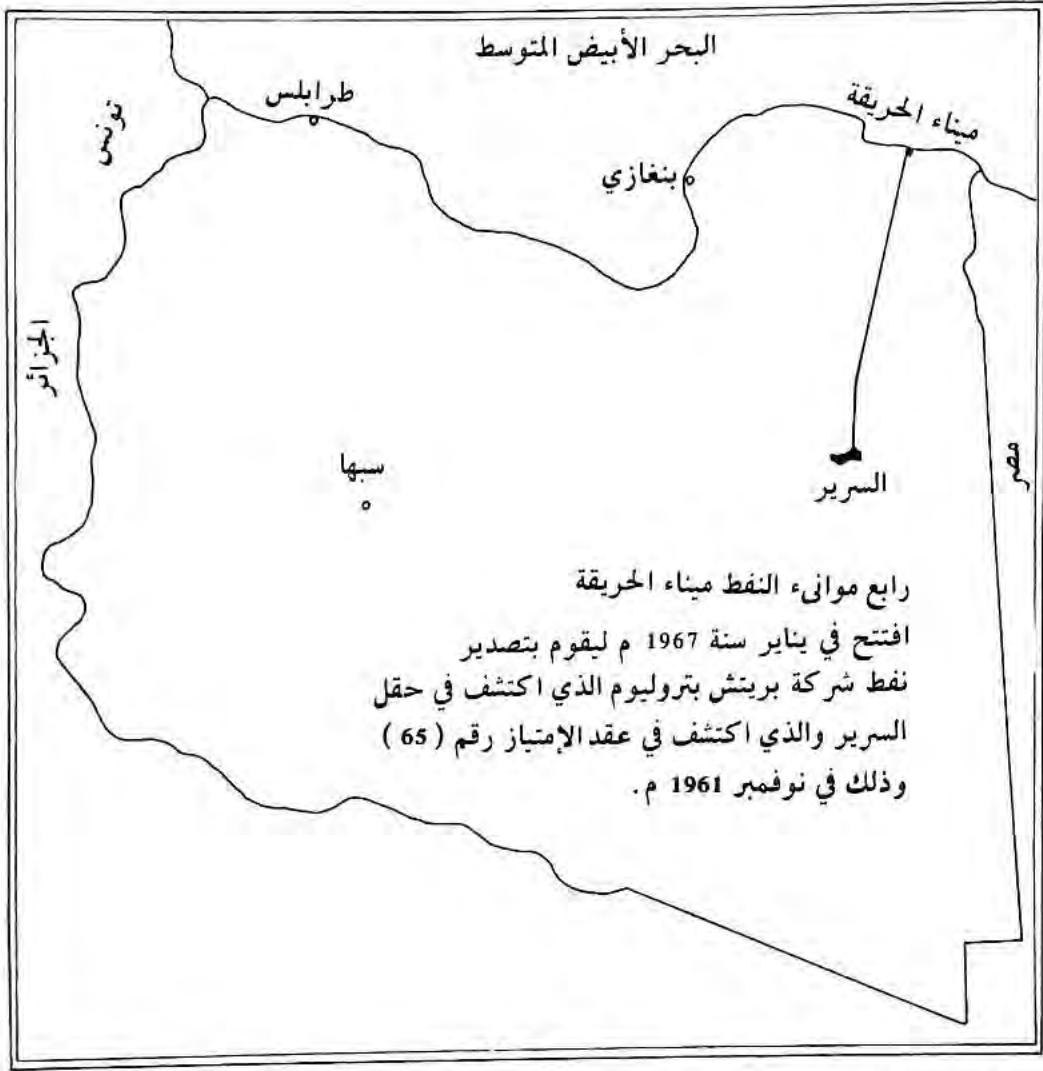 البحر الأبيض المتوسط
ميناء الحريقة
طرابلس
تونس
بنغازي
الجزائر
مصر
سبها
السرير
رابع موانىء النفط ميناء الحريقة
افتتح في يناير سنة 1967 م ليقوم بتصدير
نفط شركة بريتش بتروليوم الذي اكتشف في حقل
السرير والذي اكتشف في عقد الإمتياز رقم ( 65 )
وذلك في نوفمبر 1961 م.